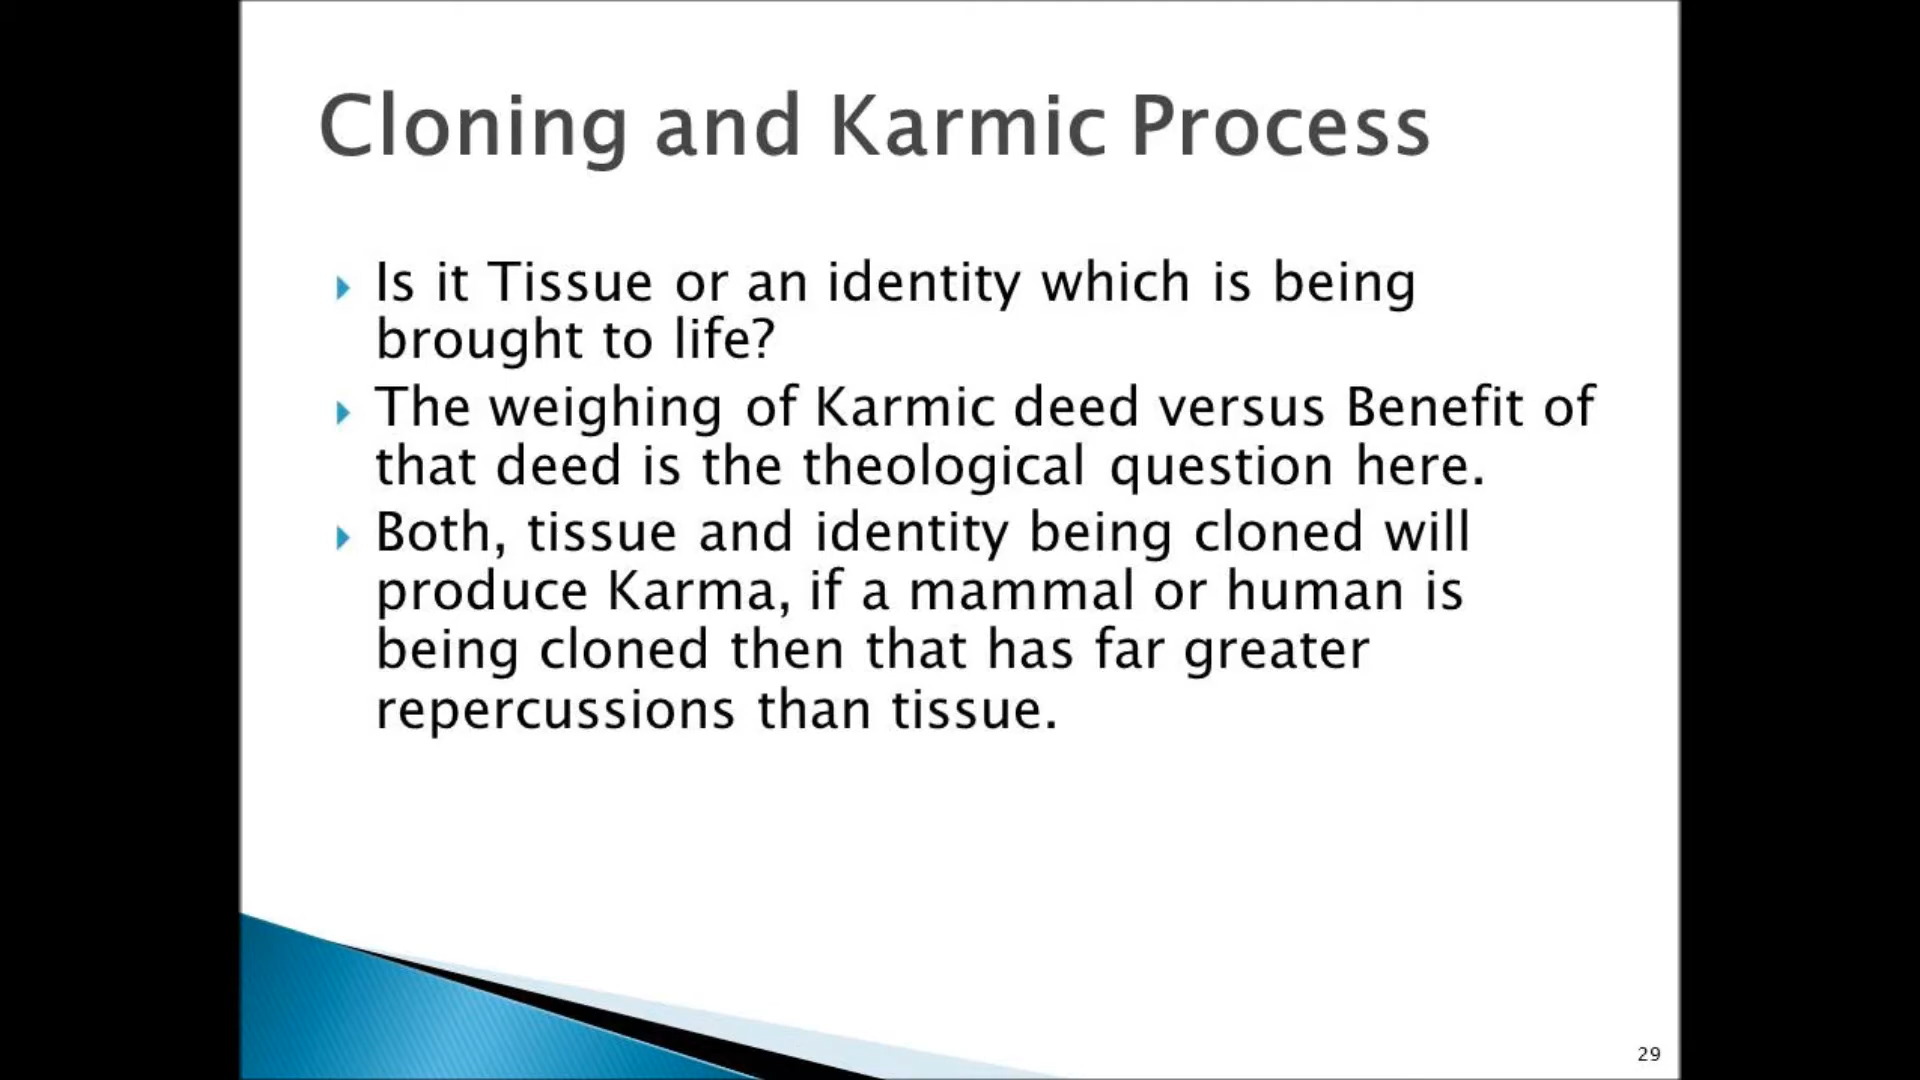 Cloning and Karmic Process
Is it Tissue or an identity which is being
brought to life?
The weighing of Karmic deed versus Benefit of
that deed is the theological question here.
Both, tissue and identity being cloned will
produce Karma, if a mammal or human is
being cloned then that has far greater
repercussions than tissue.
29